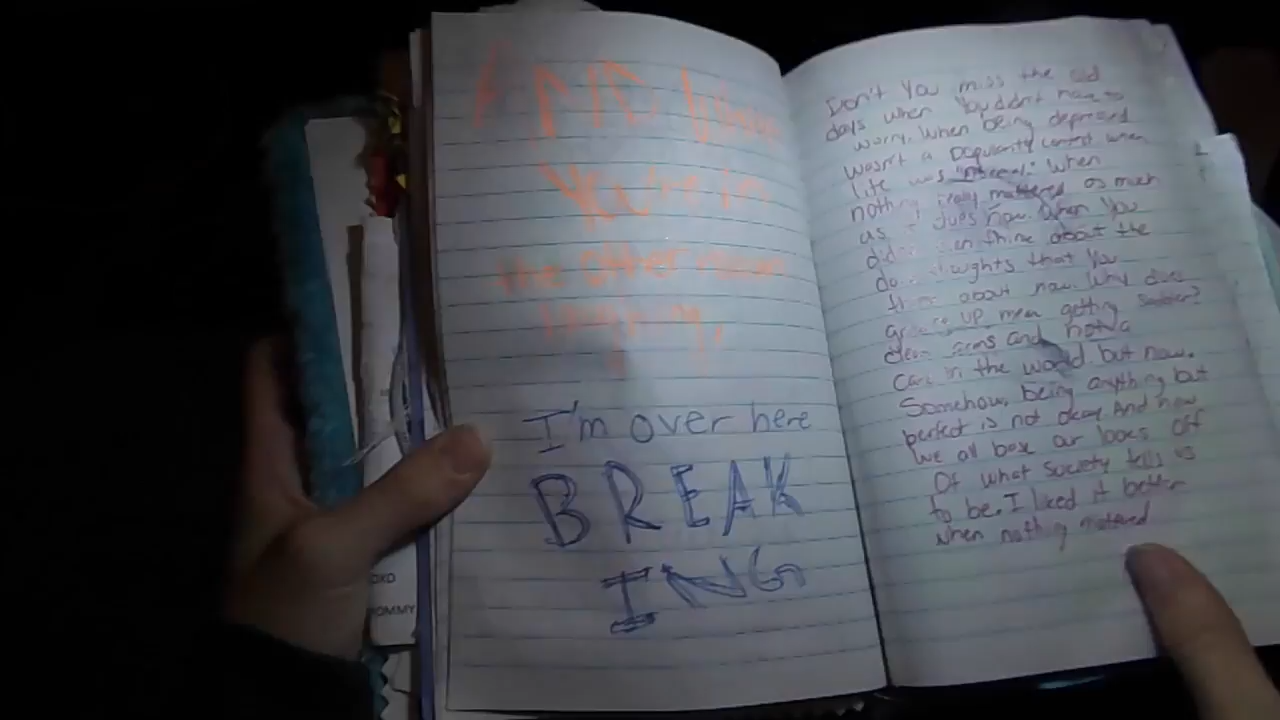 AND
You're in
the other room
I'm over here
BREAK
ING
Don't you miss the old
days when you didn't have to
worry. When being depressed
wasn't a popularity contest when
life was When
nothing really mattered as much
as it does now. When you
didn't even think about the
thoughts that you
about now. Why does
growing up mean getting sadder?
clean arms and not a
care in the world but now.
Somehow, being anything but
perfect is not okay And how
we all base our looks off
Of what society tells us
to be. I liked it better
when nothing mattered
OXO
MOMMY